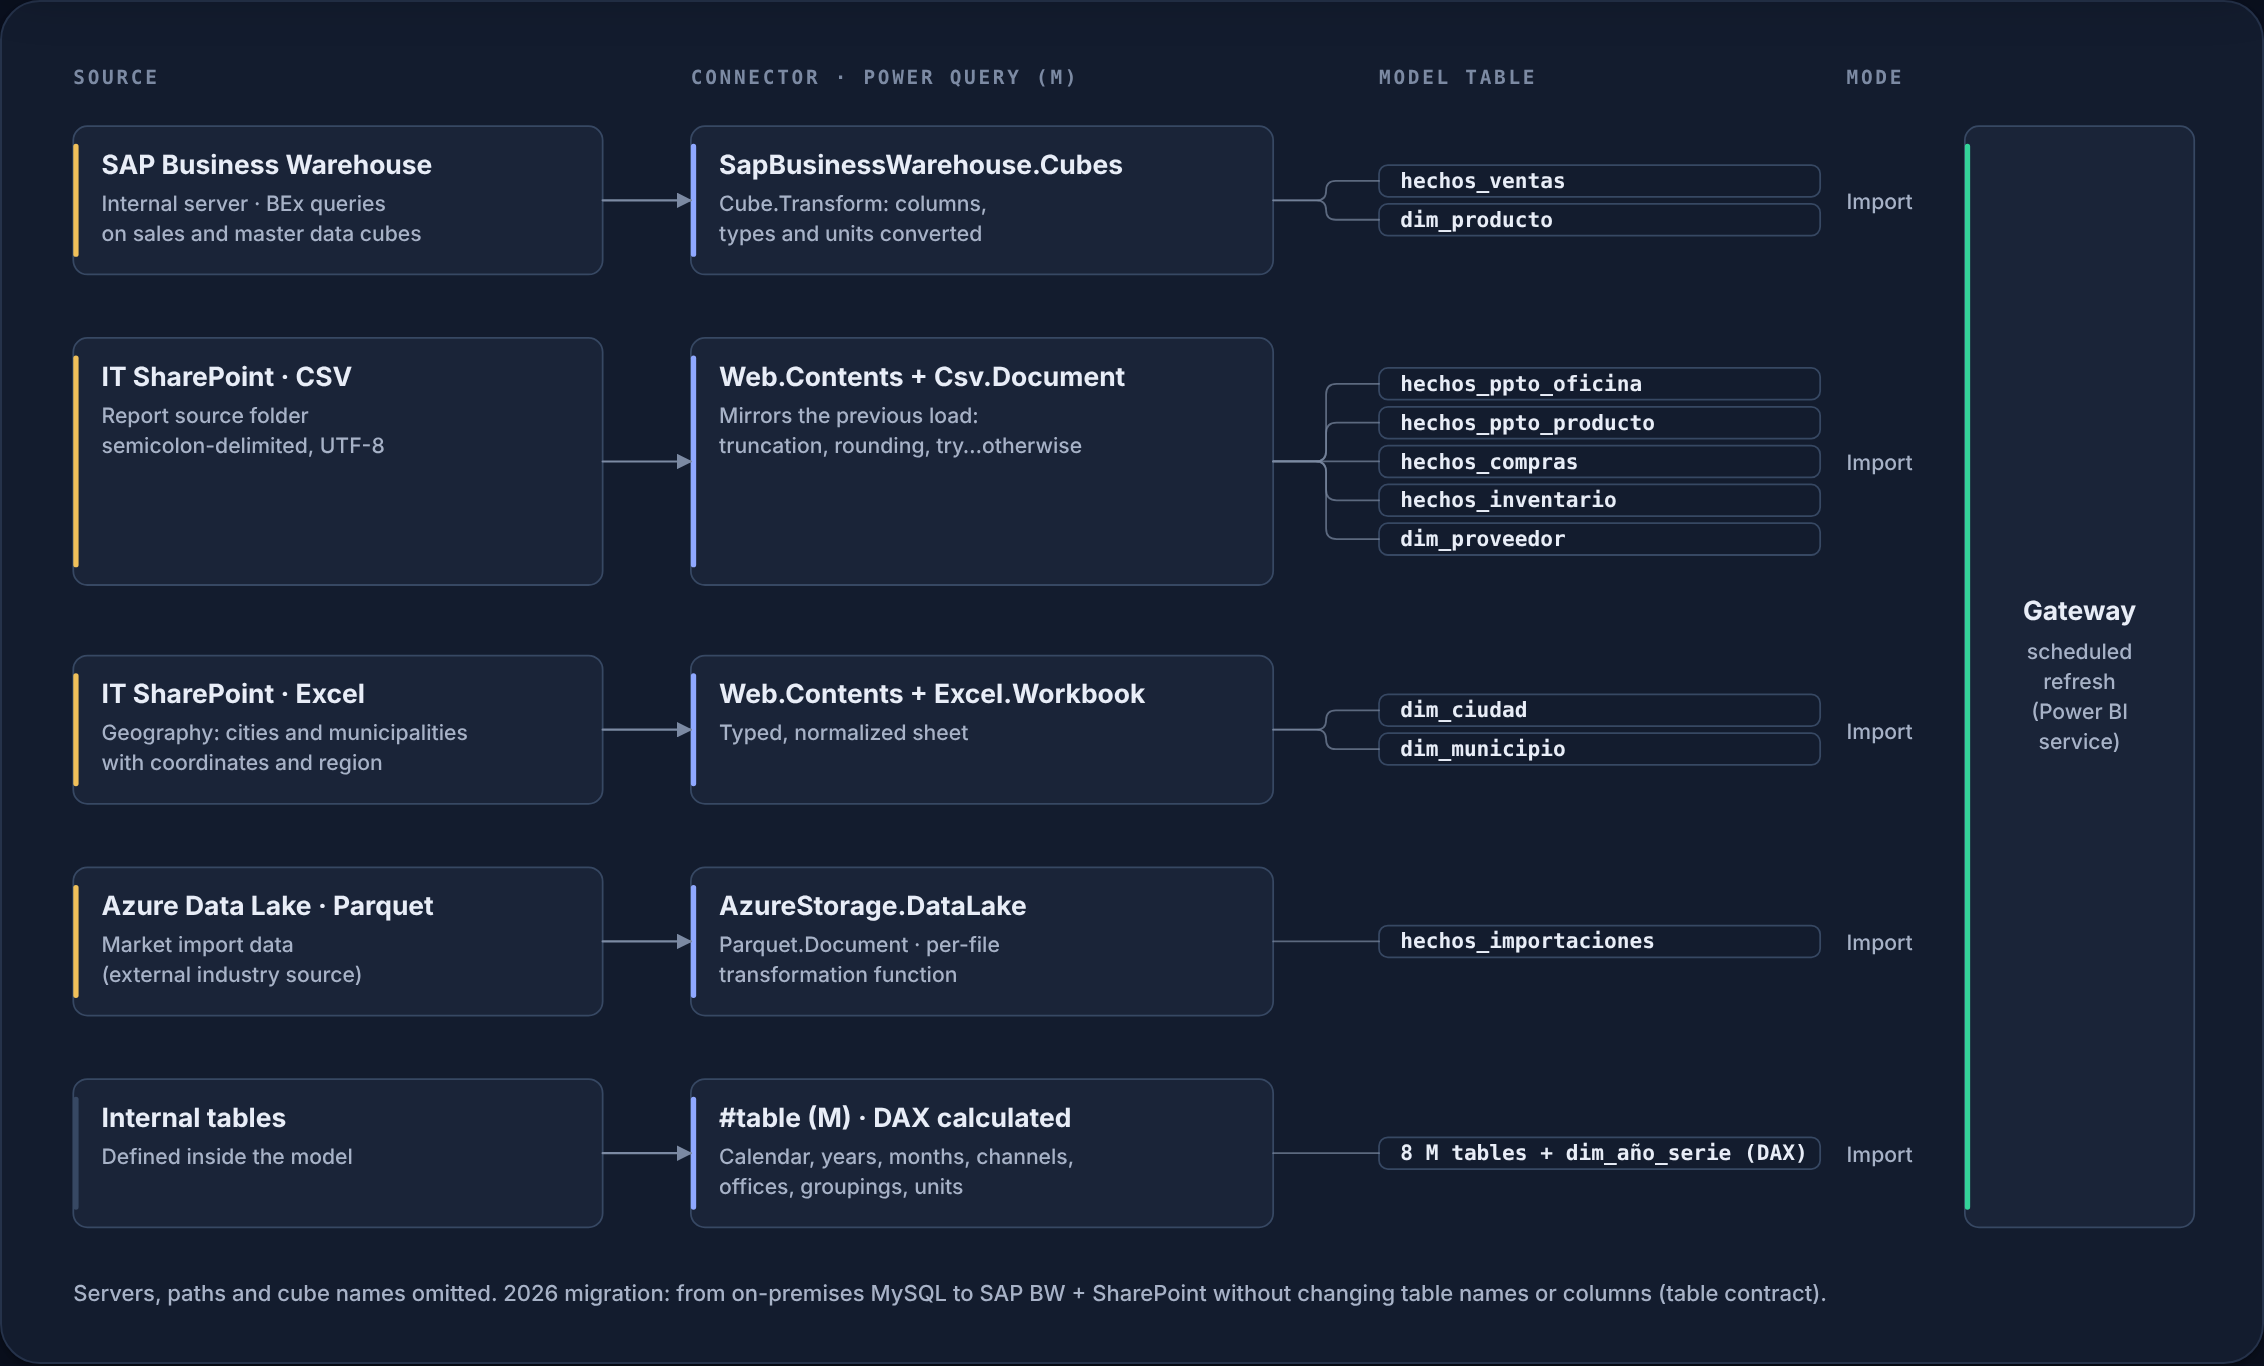 SOURCE
CONNECTOR · POWER QUERY (M)
MODEL TABLE
MODE
SAP Business Warehouse
Internal server · BEx queries
on sales and master data cubes
SapBusinessWarehouse.Cubes
Cube.Transform: columns,
types and units converted
hechos_ventas
dim_producto
Import
IT SharePoint · CSV
Report source folder
semicolon-delimited, UTF-8
Web.Contents + Csv.Document
Mirrors the previous load:
truncation, rounding, try...otherwise
hechos_ppto_oficina
hechos_ppto_producto
hechos_compras
hechos_inventario
dim_proveedor
Import
IT SharePoint · Excel
Geography: cities and municipalities
with coordinates and region
Web.Contents + Excel.Workbook
Typed, normalized sheet
dim_ciudad
dim_municipio
Import
Azure Data Lake · Parquet
Market import data
(external industry source)
AzureStorage.DataLake
Parquet.Document · per-file
transformation function
hechos_importaciones
Import
Internal tables
Defined inside the model
#table (M) · DAX calculated
Calendar, years, months, channels,
offices, groupings, units
8 M tables + dim_año_serie (DAX)
Import
Gateway
scheduled
refresh
(Power BI
service)
Servers, paths and cube names omitted. 2026 migration: from on-premises MySQL to SAP BW + SharePoint without changing table names or columns (table contract).